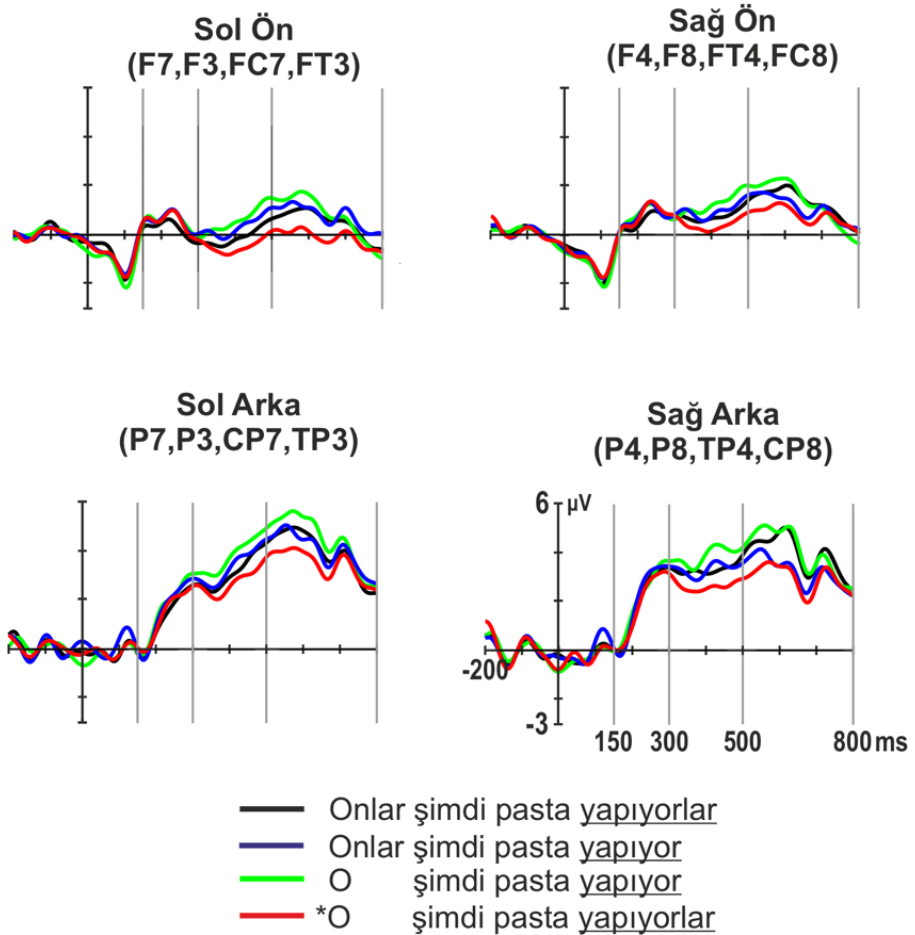 Sol Ön
(F7,F3,FC7,FT3)
Sağ Ön
(F4,F8,FT4,FC8)
Sol Arka
(P7,P3,CP7,TP3)
Sağ Arka
(P4,P8,TP4,CP8)
6 µV
-200
-3
150 300 500 800 ms
Onlar şimdi pasta yapıyorlar
Onlar şimdi pasta yapıyor
O şimdi pasta yapıyor
*O şimdi pasta yapıyorlar